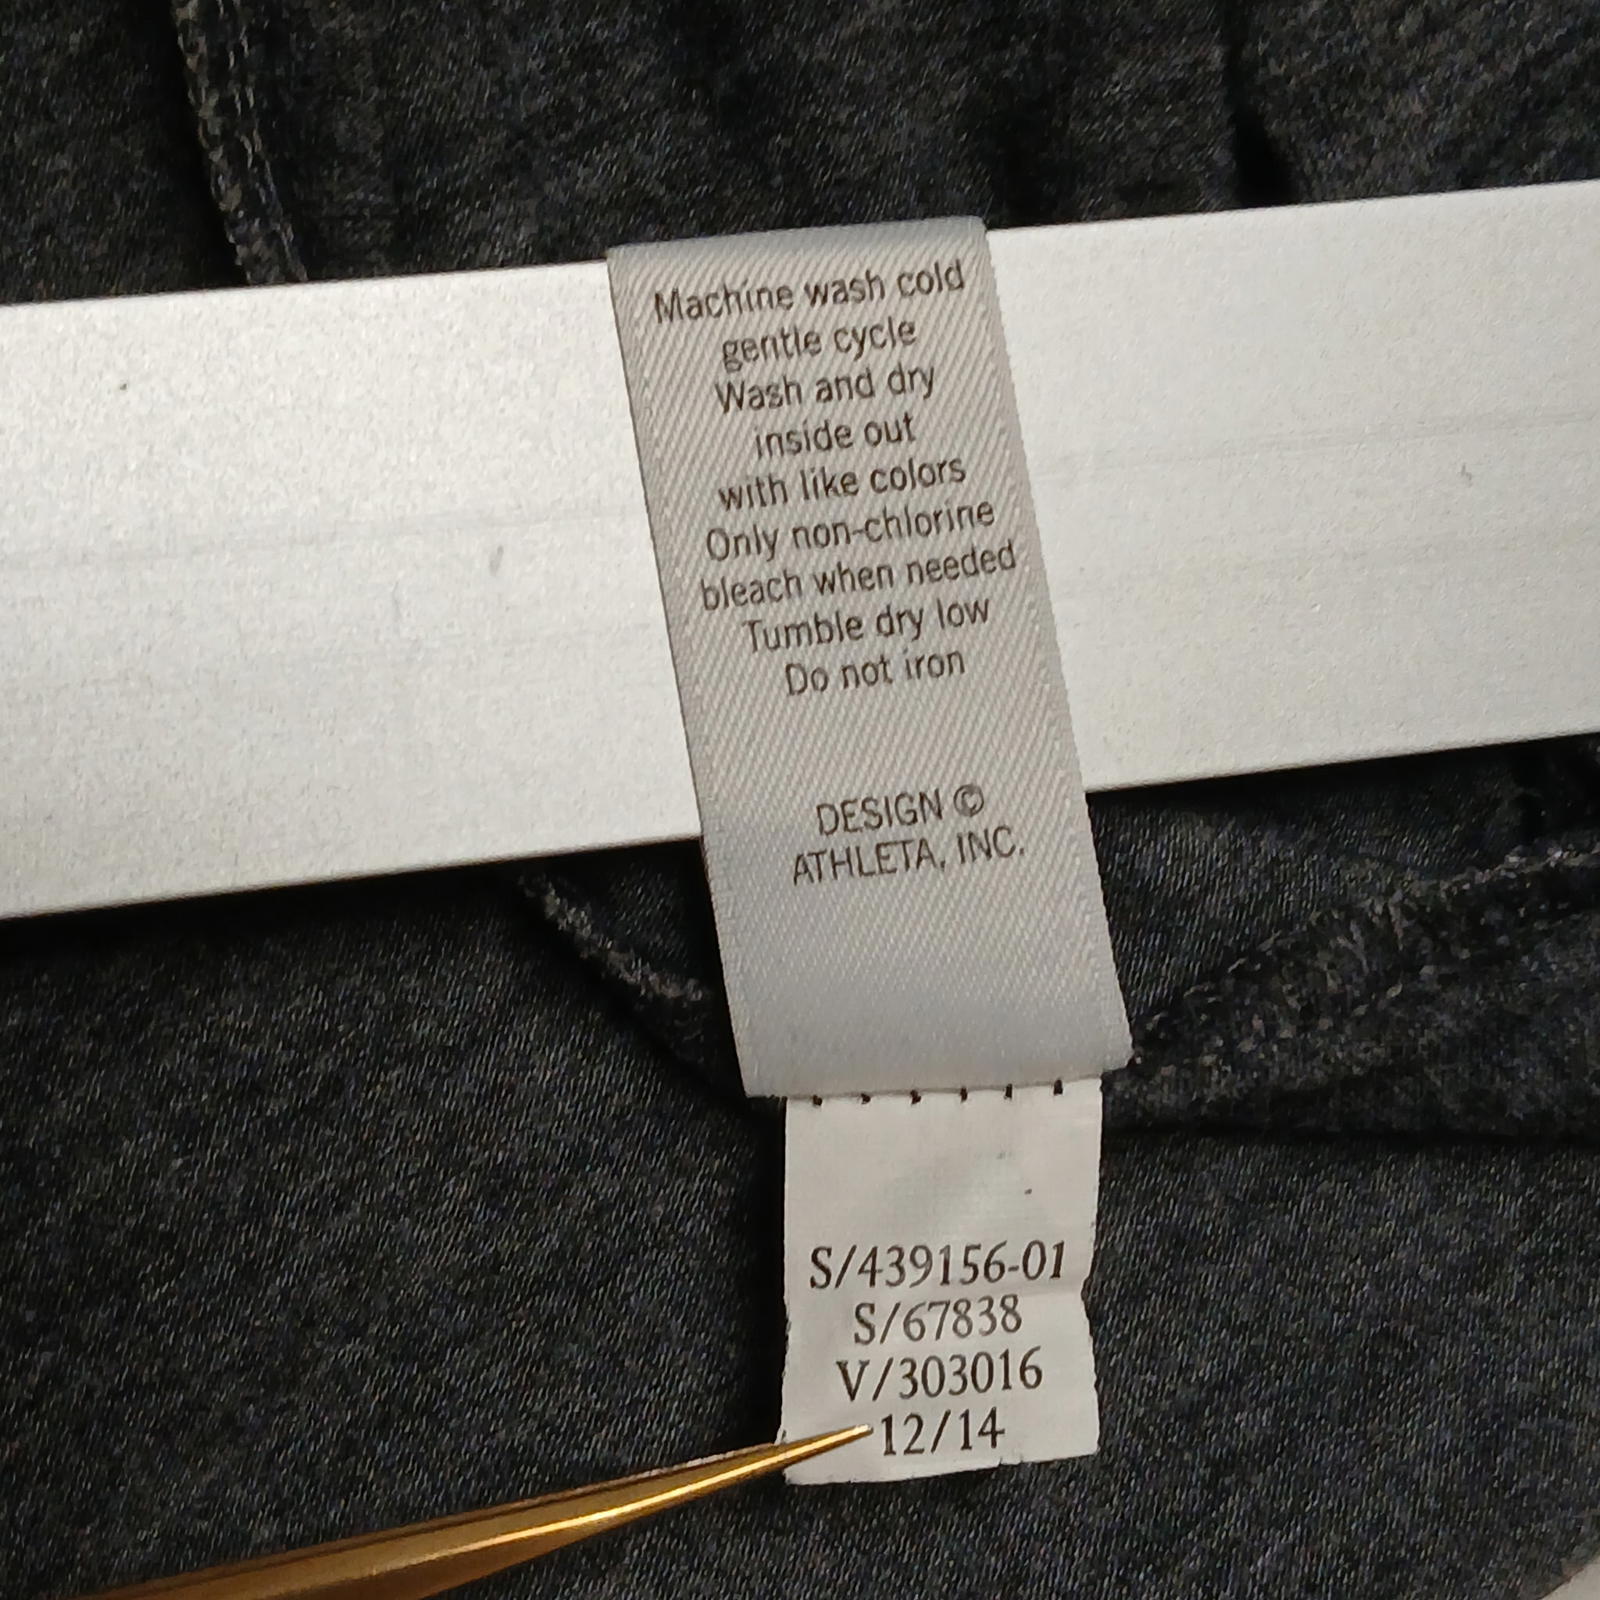 Machine wash cold
gentle cycle
Wash and dry
inside out
with like colors
Only non-chlorine
bleach when needed
Tumble dry low
Do not iron
DESIGN ©
ATHLETA, INC.
S/439156-01
S/67838
V/303016
12/14